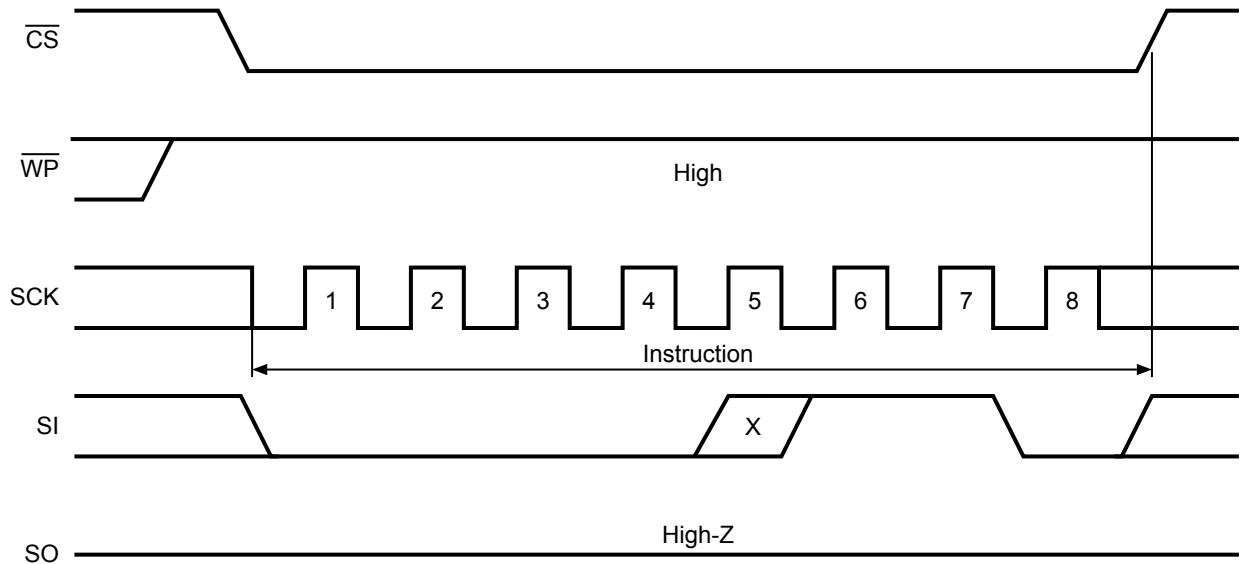 CS
WP
High
SCK
1 2 3 4 5 6 7 8
Instruction
SI
X
High-Z
SO